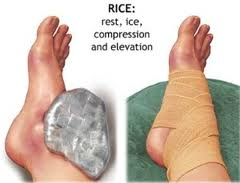 RICE:
rest, ice,
compression
and elevation